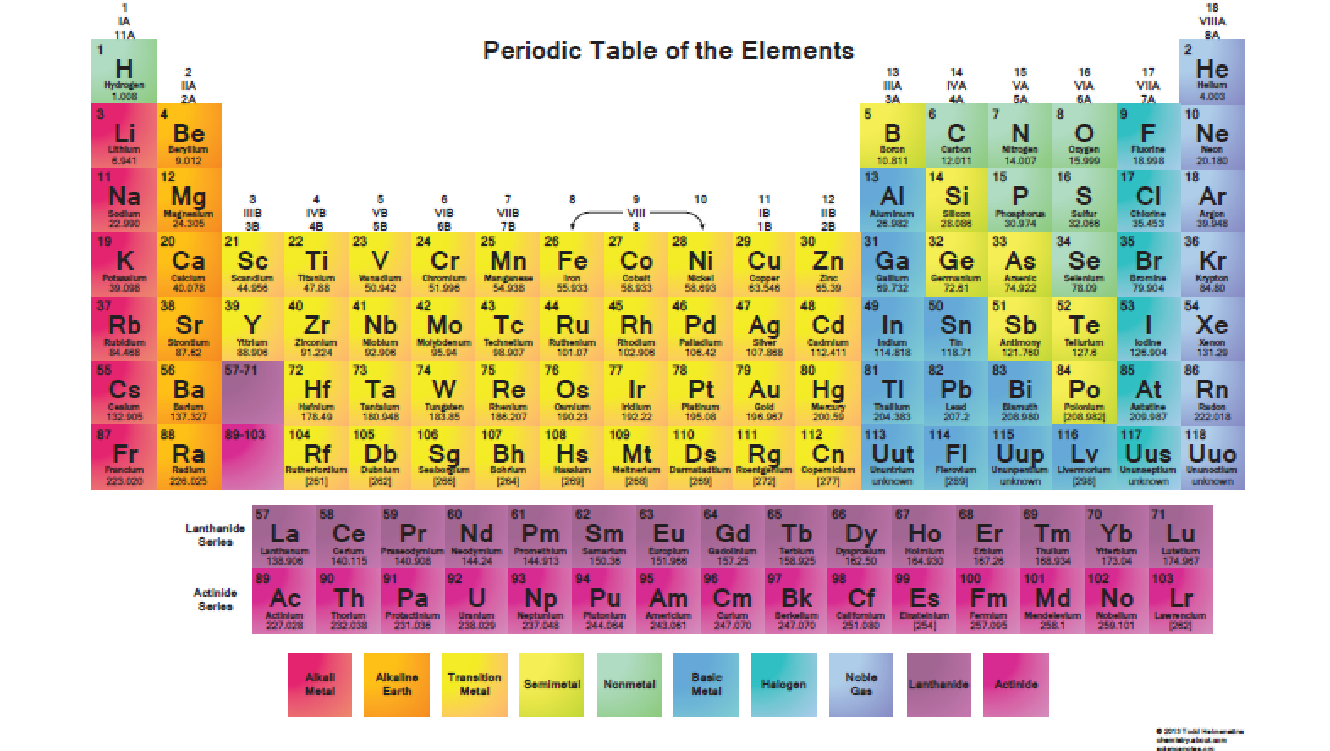 1 18
IA VIIIA
11A 8A
Periodic Table of the Elements
1 2
H He
Hydrogen Helium
1.008 4.003
2 13 14 15 16 17
IIA IIIA IVA VA VIA VIIA
2A 3A 4A 5A 6A 7A
3 4 5 6 7 8 9 10
Li Be B C N O F Ne
Lithium Beryllium Boron Carbon Nitrogen Oxygen Fluorine Neon
6.941 9.012 10.811 12.011 14.007 15.999 18.998 20.180
11 12 13 14 15 16 17 18
Na Mg Al Si P S Cl Ar
Sodium Magnesium Aluminum Silicon Phosphorus Sulfur Chlorine Argon
22.990 24.305 26.982 28.086 30.974 32.066 35.453 39.948
3 4 5 6 7 8 9 10 11 12
IIIB IVB VB VIB VIIB VIII IB IIB
3B 4B 5B 6B 7B 8 1B 2B
19 20 21 22 23 24 25 26 27 28 29 30 31 32 33 34 35 36
K Ca Sc Ti V Cr Mn Fe Co Ni Cu Zn Ga Ge As Se Br Kr
Potassium Calcium Scandium Titanium Vanadium Chromium Manganese Iron Cobalt Nickel Copper Zinc Gallium Germanium Arsenic Selenium Bromine Krypton
39.098 40.078 44.956 47.88 50.942 51.996 54.938 55.933 58.933 58.693 63.546 65.39 69.732 72.61 74.922 78.09 79.904 84.80
37 38 39 40 41 42 43 44 45 46 47 48 49 50 51 52 53 54
Rb Sr Y Zr Nb Mo Tc Ru Rh Pd Ag Cd In Sn Sb Te I Xe
Rubidium Strontium Yttrium Zirconium Niobium Molybdenum Technetium Ruthenium Rhodium Palladium Silver Cadmium Indium Tin Antimony Tellurium Iodine Xenon
84.468 87.62 88.906 91.224 92.906 95.94 98.907 101.07 102.906 106.42 107.868 112.411 114.818 118.71 121.760 127.6 126.904 131.29
55 56 57-71 72 73 74 75 76 77 78 79 80 81 82 83 84 85 86
Cs Ba Hf Ta W Re Os Ir Pt Au Hg Tl Pb Bi Po At Rn
Cesium Barium Hafnium Tantalum Tungsten Rhenium Osmium Iridium Platinum Gold Mercury Thallium Lead Bismuth Polonium Astatine Radon
132.905 137.327 178.49 180.948 183.85 186.207 190.23 192.22 195.08 196.967 200.59 204.383 207.2 208.980 [208.982] 209.987 222.018
87 88 89-103 104 105 106 107 108 109 110 111 112 113 114 115 116 117 118
Fr Ra Rf Db Sg Bh Hs Mt Ds Rg Cn Uut Fl Uup Lv Uus Uuo
Francium Radium Rutherfordium Dubnium Seaborgium Bohrium Hassium Meitnerium Darmstadtium Roentgenium Copernicium Ununtrium Flerovium Ununpentium Livermorium Ununseptium Ununoctium
223.020 226.025 [261] [262] [266] [264] [269] [268] [269] [272] [277] unknown [289] unknown [298] unknown unknown
Lanthanide
Series
57 58 59 60 61 62 63 64 65 66 67 68 69 70 71
La Ce Pr Nd Pm Sm Eu Gd Tb Dy Ho Er Tm Yb Lu
Lanthanum Cerium Praseodymium Neodymium Promethium Samarium Europium Gadolinium Terbium Dysprosium Holmium Erbium Thulium Ytterbium Lutetium
138.906 140.115 140.908 144.24 144.913 150.36 151.966 157.25 158.925 162.50 164.930 167.26 168.934 173.04 174.967
Actinide
Series
89 90 91 92 93 94 95 96 97 98 99 100 101 102 103
Ac Th Pa U Np Pu Am Cm Bk Cf Es Fm Md No Lr
Actinium Thorium Protactinium Uranium Neptunium Plutonium Americium Curium Berkelium Californium Einsteinium Fermium Mendelevium Nobelium Lawrencium
227.028 232.038 231.036 238.029 237.048 244.064 243.061 247.070 247.070 251.080 [254] 257.095 258.1 259.101 [262]
Alkali
Metal
Alkaline
Earth
Transition
Metal
Semimetal
Nonmetal
Basic
Metal
Halogen
Noble
Gas
Lanthanide
Actinide
© 2013 Todd Helmenstine
chemistry.about.com
sciencenotes.org